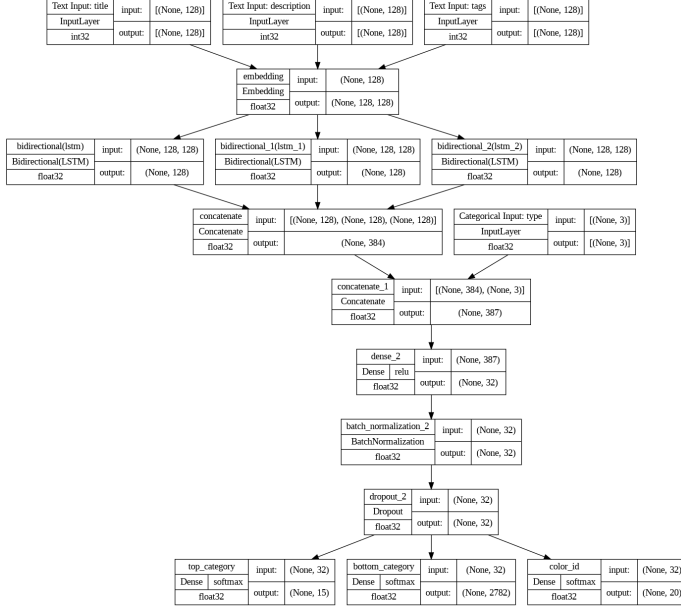 Text Input: title input: [(None, 128)]
InputLayer
int32 output: [(None, 128)]
Text Input: description input: [(None, 128)]
InputLayer
int32 output: [(None, 128)]
Text Input: tags input: [(None, 128)]
InputLayer
int32 output: [(None, 128)]
embedding input: (None, 128)
Embedding
float32 output: (None, 128, 128)
bidirectional(lstm) input: (None, 128, 128)
Bidirectional(LSTM)
float32 output: (None, 128)
bidirectional_1(lstm_1) input: (None, 128, 128)
Bidirectional(LSTM)
float32 output: (None, 128)
bidirectional_2(lstm_2) input: (None, 128, 128)
Bidirectional(LSTM)
float32 output: (None, 128)
concatenate input: [(None, 128), (None, 128), (None, 128)]
Concatenate
float32 output: (None, 384)
Categorical Input: type input: [(None, 3)]
InputLayer
float32 output: [(None, 3)]
concatenate_1 input: [(None, 384), (None, 3)]
Concatenate
float32 output: (None, 387)
dense_2 input: (None, 387)
Dense relu
float32 output: (None, 32)
batch_normalization_2 input: (None, 32)
BatchNormalization
float32 output: (None, 32)
dropout_2 input: (None, 32)
Dropout
float32 output: (None, 32)
top_category input: (None, 32)
Dense softmax
float32 output: (None, 15)
bottom_category input: (None, 32)
Dense softmax
float32 output: (None, 2782)
color_id input: (None, 32)
Dense softmax
float32 output: (None, 20)